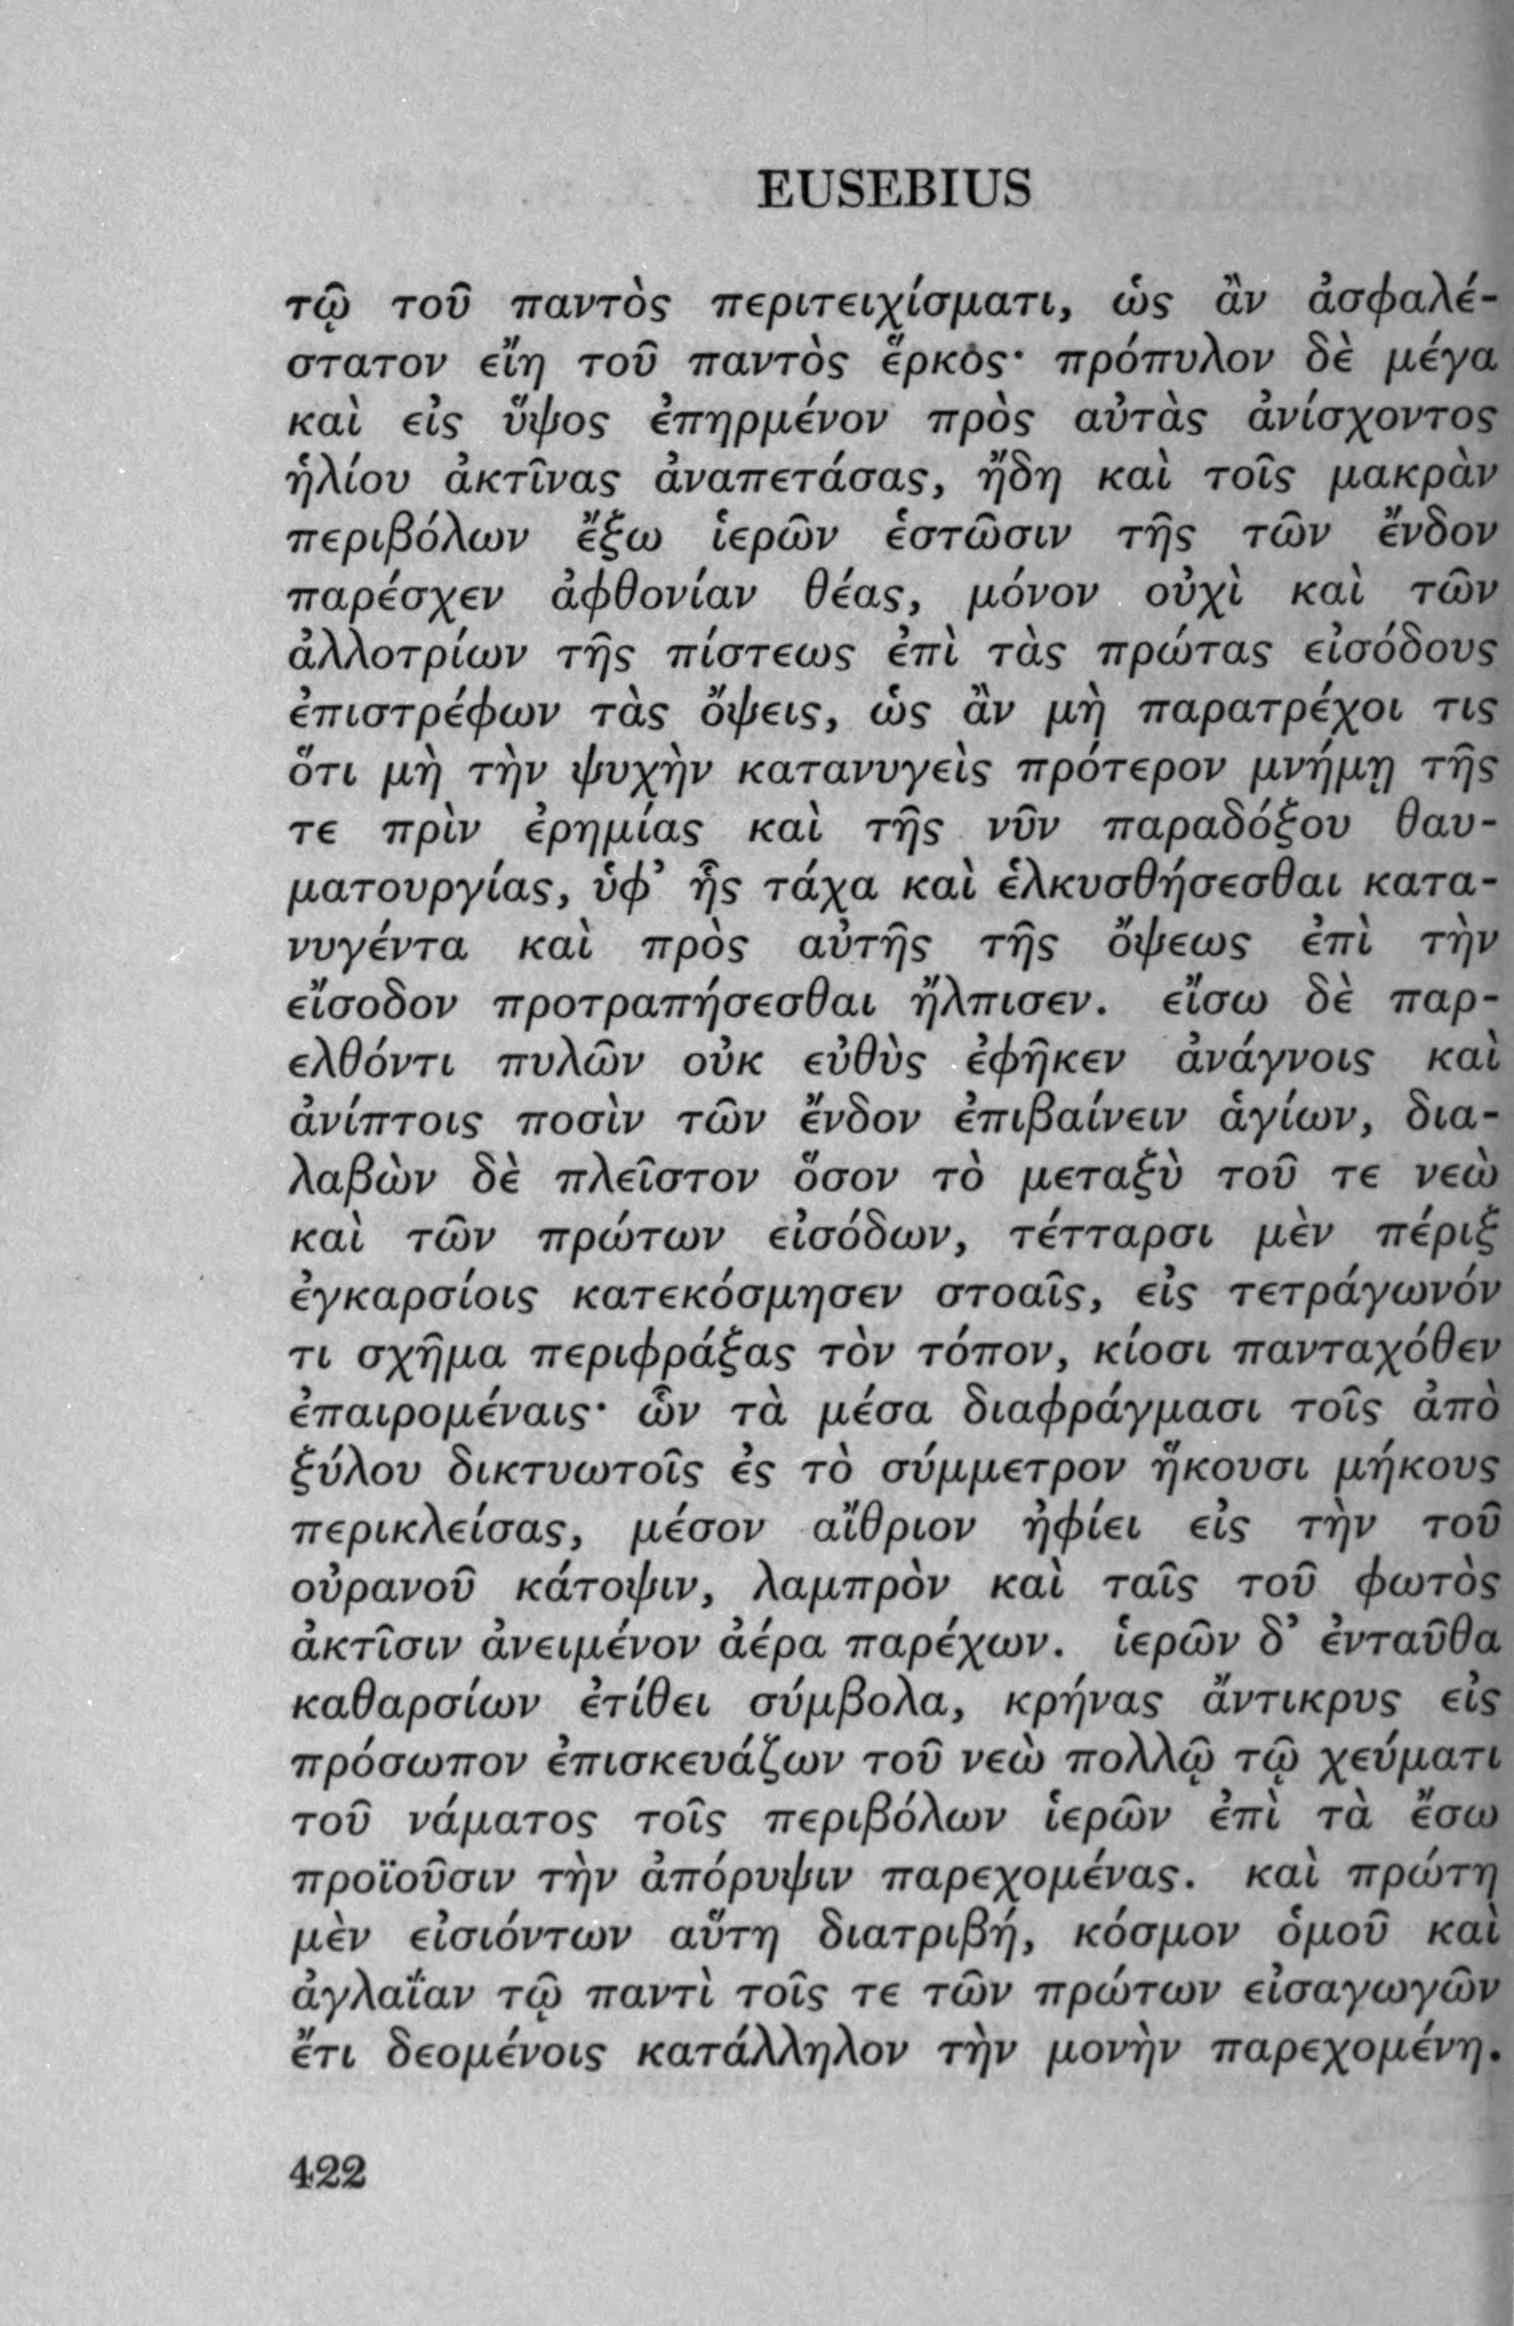 EUSEBIUS
τῷ τοῦ παντὸς περιτειχίσματι, ὡς ἂν ἀσφαλέ-
στατον εἴη τοῦ παντὸς ἕρκος· πρόπυλον δὲ μέγα
καὶ εἰς ὕψος ἐπηρμένον πρὸς αὐτὰς ἀνίσχοντος
ἡλίου ἀκτῖνας ἀναπετάσας, ἤδη καὶ τοῖς μακρὰν
περιβόλων ἔξω ἱερῶν ἑστῶσιν τῆς τῶν ἔνδον
παρέσχεν ἀφθονίαν θέας, μόνον οὐχὶ καὶ τῶν
ἀλλοτρίων τῆς πίστεως ἐπὶ τὰς πρώτας εἰσόδους
ἐπιστρέφων τὰς ὄψεις, ὡς ἂν μὴ παρατρέχοι τις
ὅτι μὴ τὴν ψυχὴν κατανυγεὶς πρότερον μνήμῃ τῆς
τε πρὶν ἐρημίας καὶ τῆς νῦν παραδόξου θαυ-
ματουργίας, ὑφ' ἧς τάχα καὶ ἑλκυσθήσεσθαι κατα-
νυγέντα καὶ πρὸς αὐτῆς τῆς ὄψεως ἐπὶ τὴν
εἴσοδον προτραπήσεσθαι ἤλπισεν. εἴσω δὲ παρ-
ελθόντι πυλῶν οὐκ εὐθὺς ἐφῆκεν ἀνάγνοις καὶ
ἀνίπτοις ποσὶν τῶν ἔνδον ἐπιβαίνειν ἁγίων, δια-
λαβὼν δὲ πλεῖστον ὅσον τὸ μεταξὺ τοῦ τε νεὼ
καὶ τῶν πρώτων εἰσόδων, τέτταρσι μὲν πέριξ
ἐγκαρσίοις κατεκόσμησεν στοαῖς, εἰς τετράγωνόν
τι σχῆμα περιφράξας τὸν τόπον, κίοσι πανταχόθεν
ἐπαιρομέναις· ὧν τὰ μέσα διαφράγμασι τοῖς ἀπὸ
ξύλου δικτυωτοῖς ἐς τὸ σύμμετρον ἥκουσι μήκους
περικλείσας, μέσον αἴθριον ἠφίει εἰς τὴν τοῦ
οὐρανοῦ κάτοψιν, λαμπρὸν καὶ ταῖς τοῦ φωτὸς
ἀκτῖσιν ἀνειμένον ἀέρα παρέχων. ἱερῶν δ' ἐνταῦθα
καθαρσίων ἐτίθει σύμβολα, κρήνας ἄντικρυς εἰς
πρόσωπον ἐπισκευάζων τοῦ νεὼ πολλῷ τῷ χεύματι
τοῦ νάματος τοῖς περιβόλων ἱερῶν ἐπὶ τὰ ἔσω
προϊοῦσιν τὴν ἀπόρυψιν παρεχομένας. καὶ πρώτη
μὲν εἰσιόντων αὕτη διατριβή, κόσμον ὁμοῦ καὶ
ἀγλαΐαν τῷ παντὶ τοῖς τε τῶν πρώτων εἰσαγωγῶν
ἔτι δεομένοις κατάλληλον τὴν μονὴν παρεχομένη.
422